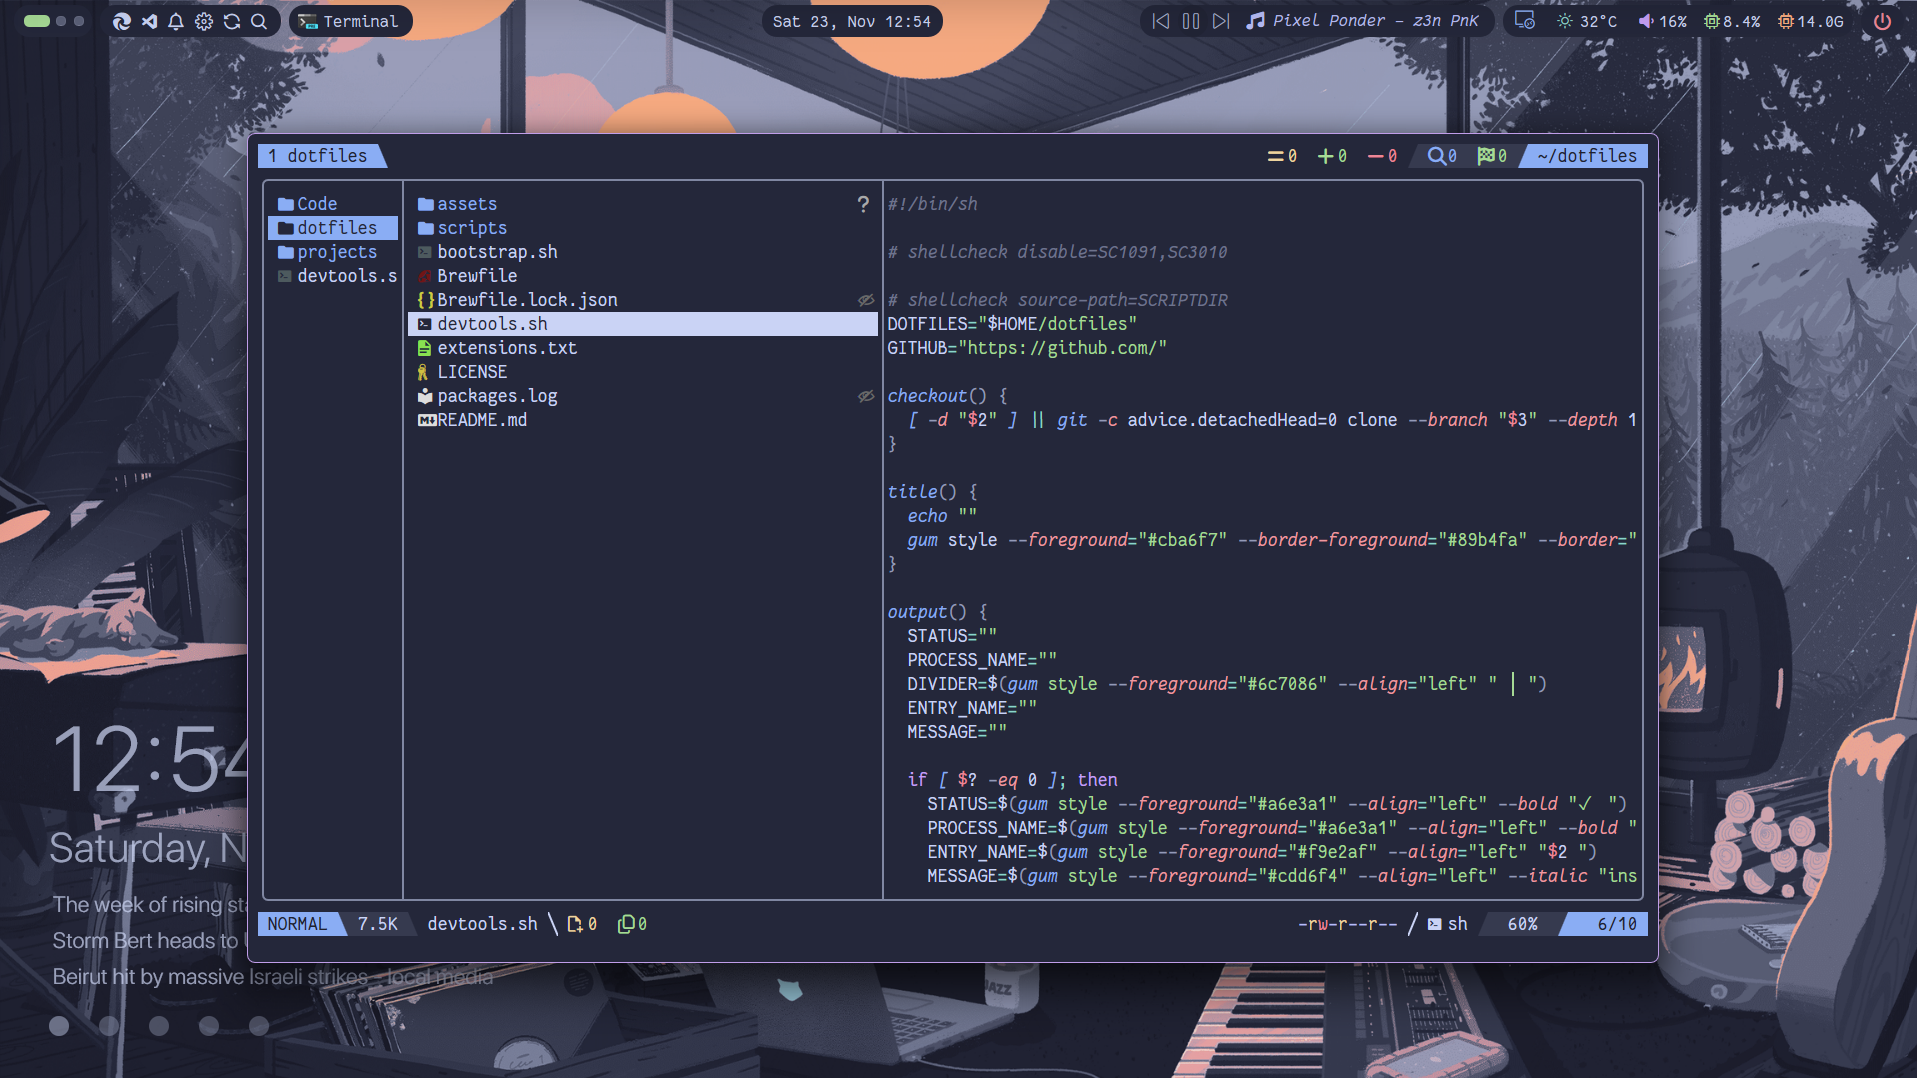 Terminal
Sat 23, Nov 12:54
Pixel Ponder – z3n PnK
32°C
16%
8.4%
14.0G
1 dotfiles
0
0
0
0
0
~/dotfiles
Code
dotfiles
projects
devtools.s
assets
?
scripts
bootstrap.sh
Brewfile
Brewfile.lock.json
devtools.sh
extensions.txt
LICENSE
packages.log
README.md
#!/bin/sh
# shellcheck disable=SC1091,SC3010
# shellcheck source-path=SCRIPTDIR
DOTFILES="$HOME/dotfiles"
GITHUB="https://github.com/"
checkout() {
[ -d "$2" ] || git -c advice.detachedHead=0 clone --branch "$3" --depth 1
}
title() {
echo ""
gum style --foreground="#cba6f7" --border-foreground="#89b4fa" --border="
}
output() {
STATUS=""
PROCESS_NAME=""
DIVIDER=$(gum style --foreground="#6c7086" --align="left" " │ ")
ENTRY_NAME=""
MESSAGE=""
if [ $? -eq 0 ]; then
STATUS=$(gum style --foreground="#a6e3a1" --align="left" --bold "✓ ")
PROCESS_NAME=$(gum style --foreground="#a6e3a1" --align="left" --bold "
ENTRY_NAME=$(gum style --foreground="#f9e2af" --align="left" "$2 ")
MESSAGE=$(gum style --foreground="#cdd6f4" --align="left" --italic "ins
NORMAL
7.5K
devtools.sh
0
0
-rw-r--r--
sh
60%
6/10
12:54
Saturday, N
The week of rising st
Storm Bert heads to
Beirut hit by massive Israeli strikes - local media
JAZZ